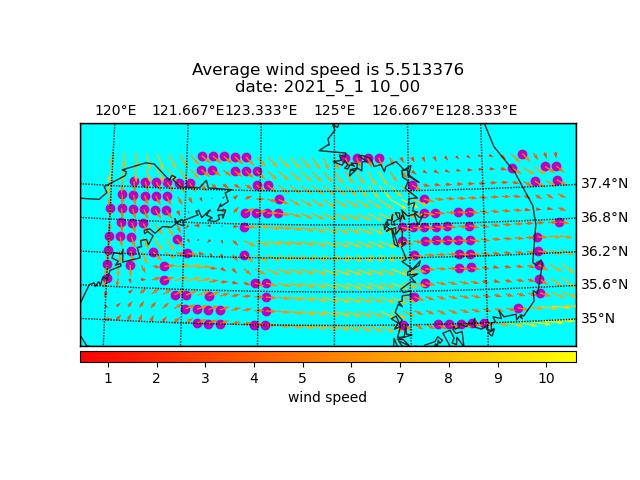 Average wind speed is 5.513376
date: 2021_5_1 10_00
120°E 121.667°E 123.333°E 125°E 126.667°E 128.333°E
37.4°N
36.8°N
36.2°N
35.6°N
35°N
1 2 3 4 5 6 7 8 9 10
wind speed